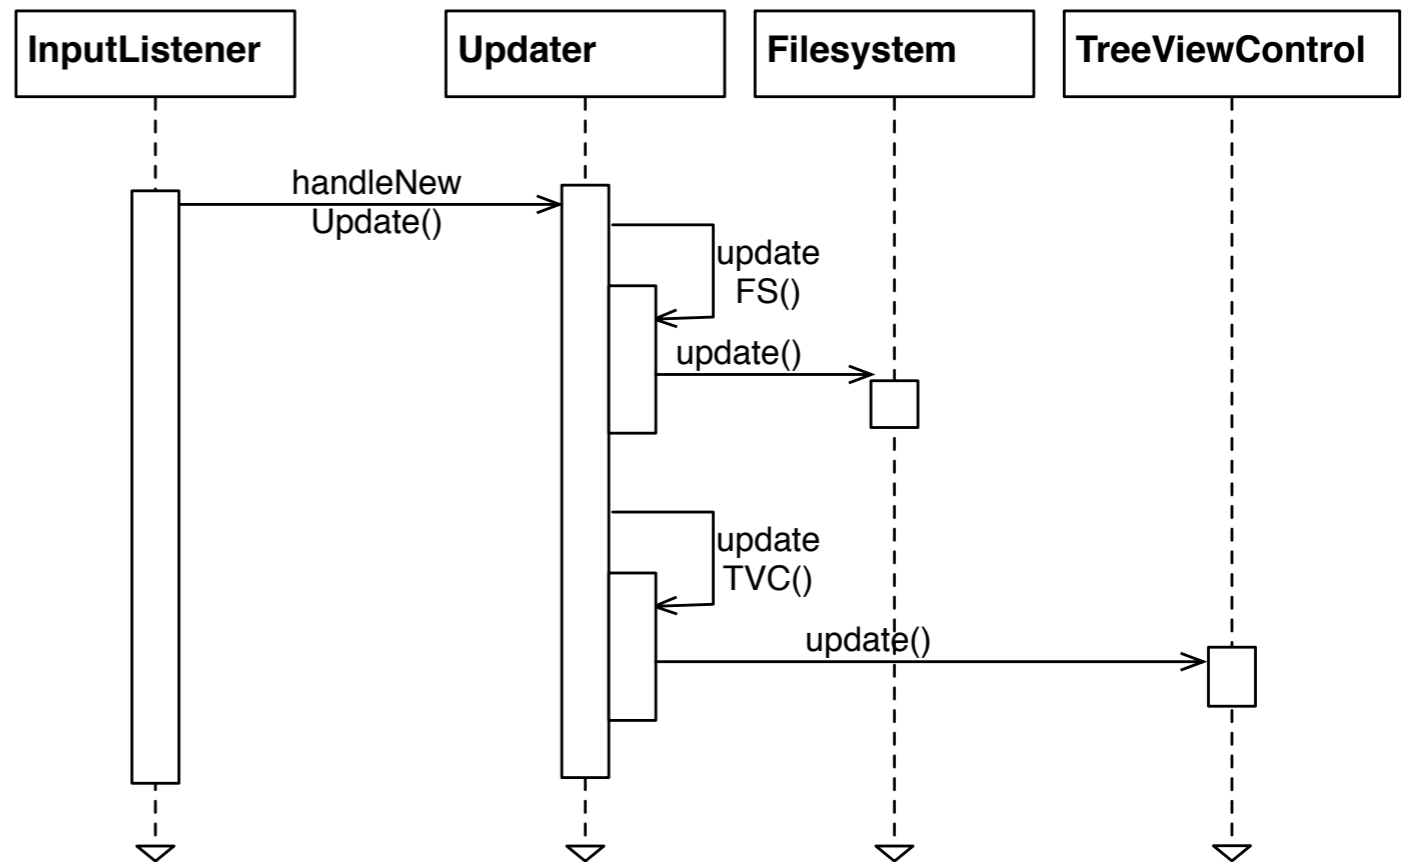 InputListener
Updater
Filesystem
TreeViewControl
handleNew
Update()
update
FS()
update()
update
TVC()
update()